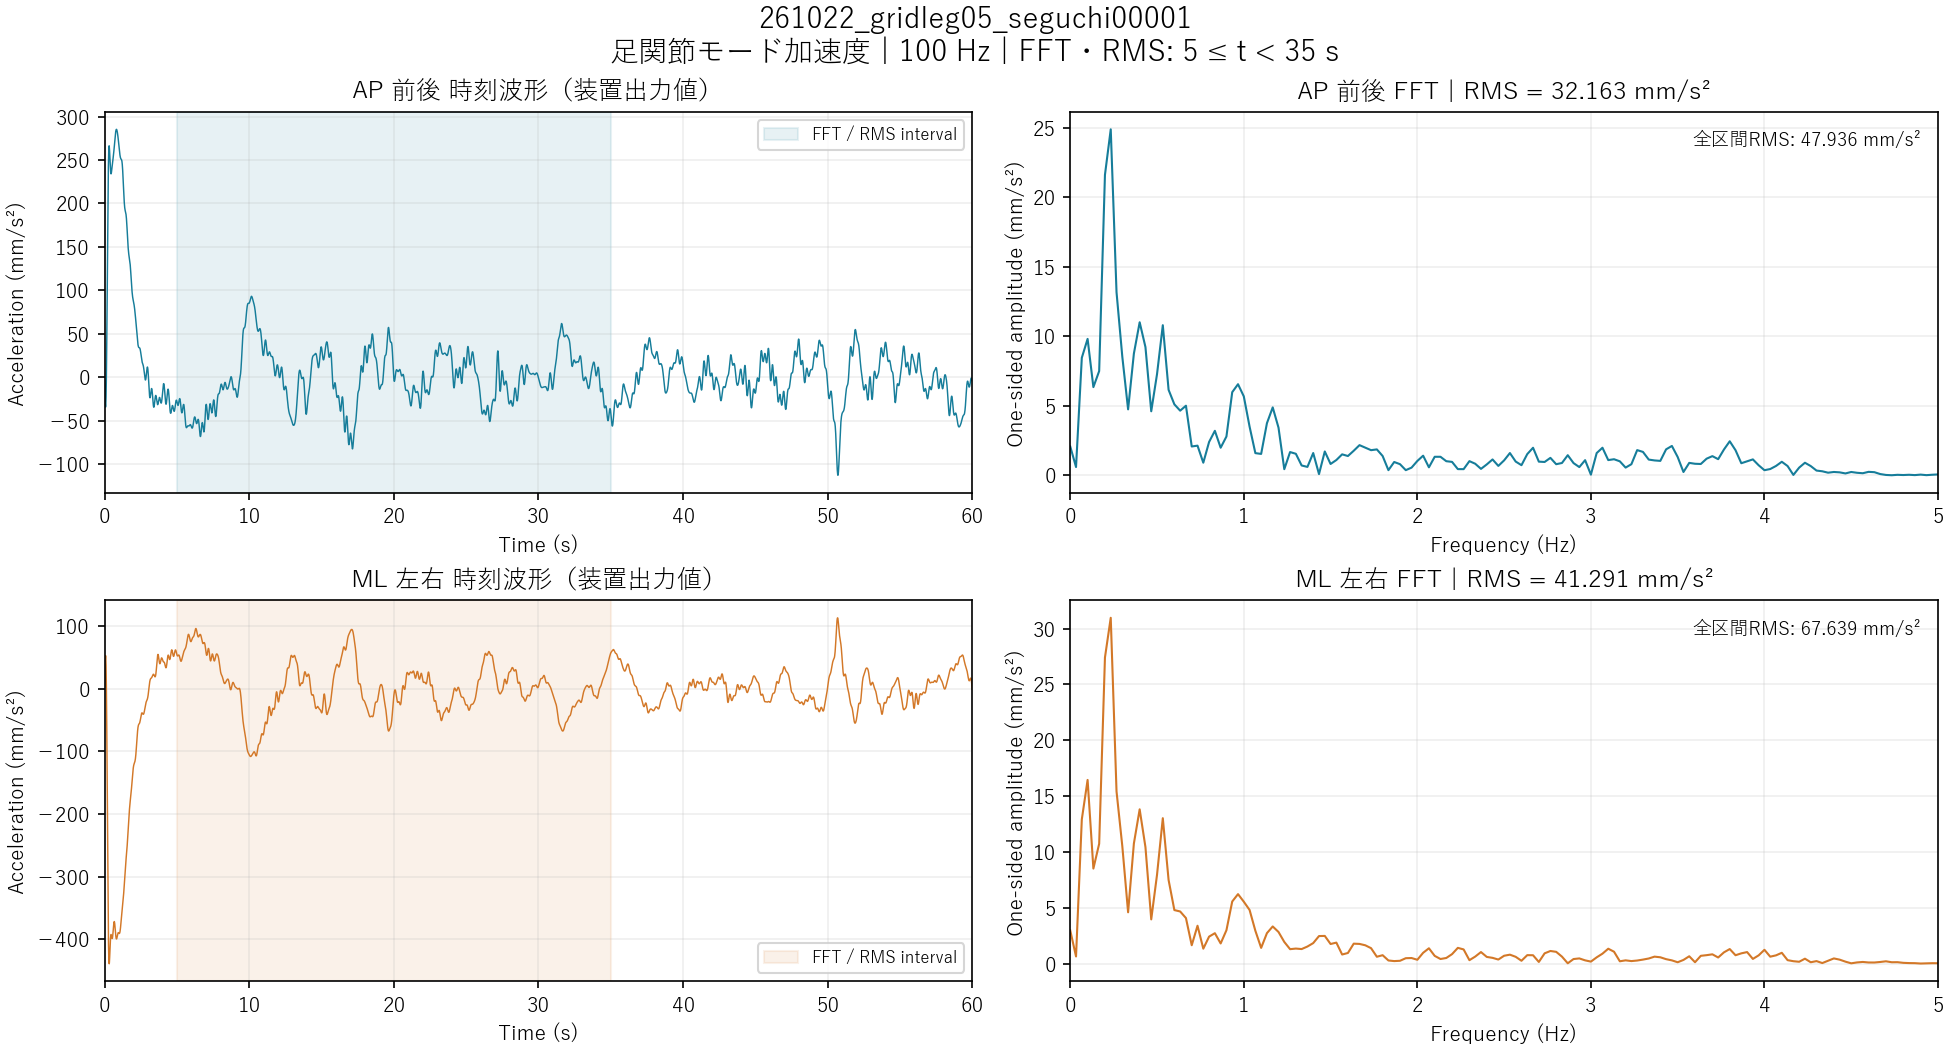 261022_gridleg05_seguchi00001
足関節モード加速度 | 100 Hz | FFT・RMS: 5 ≤ t < 35 s
AP 前後 時刻波形（装置出力値）
Acceleration (mm/s²)
300
250
200
150
100
50
0
−50
−100
FFT / RMS interval
0 10 20 30 40 50 60
Time (s)
AP 前後 FFT | RMS = 32.163 mm/s²
One-sided amplitude (mm/s²)
25
20
15
10
5
0
全区間RMS: 47.936 mm/s²
0 1 2 3 4 5
Frequency (Hz)
ML 左右 時刻波形（装置出力値）
Acceleration (mm/s²)
100
0
−100
−200
−300
−400
FFT / RMS interval
0 10 20 30 40 50 60
Time (s)
ML 左右 FFT | RMS = 41.291 mm/s²
One-sided amplitude (mm/s²)
30
25
20
15
10
5
0
全区間RMS: 67.639 mm/s²
0 1 2 3 4 5
Frequency (Hz)